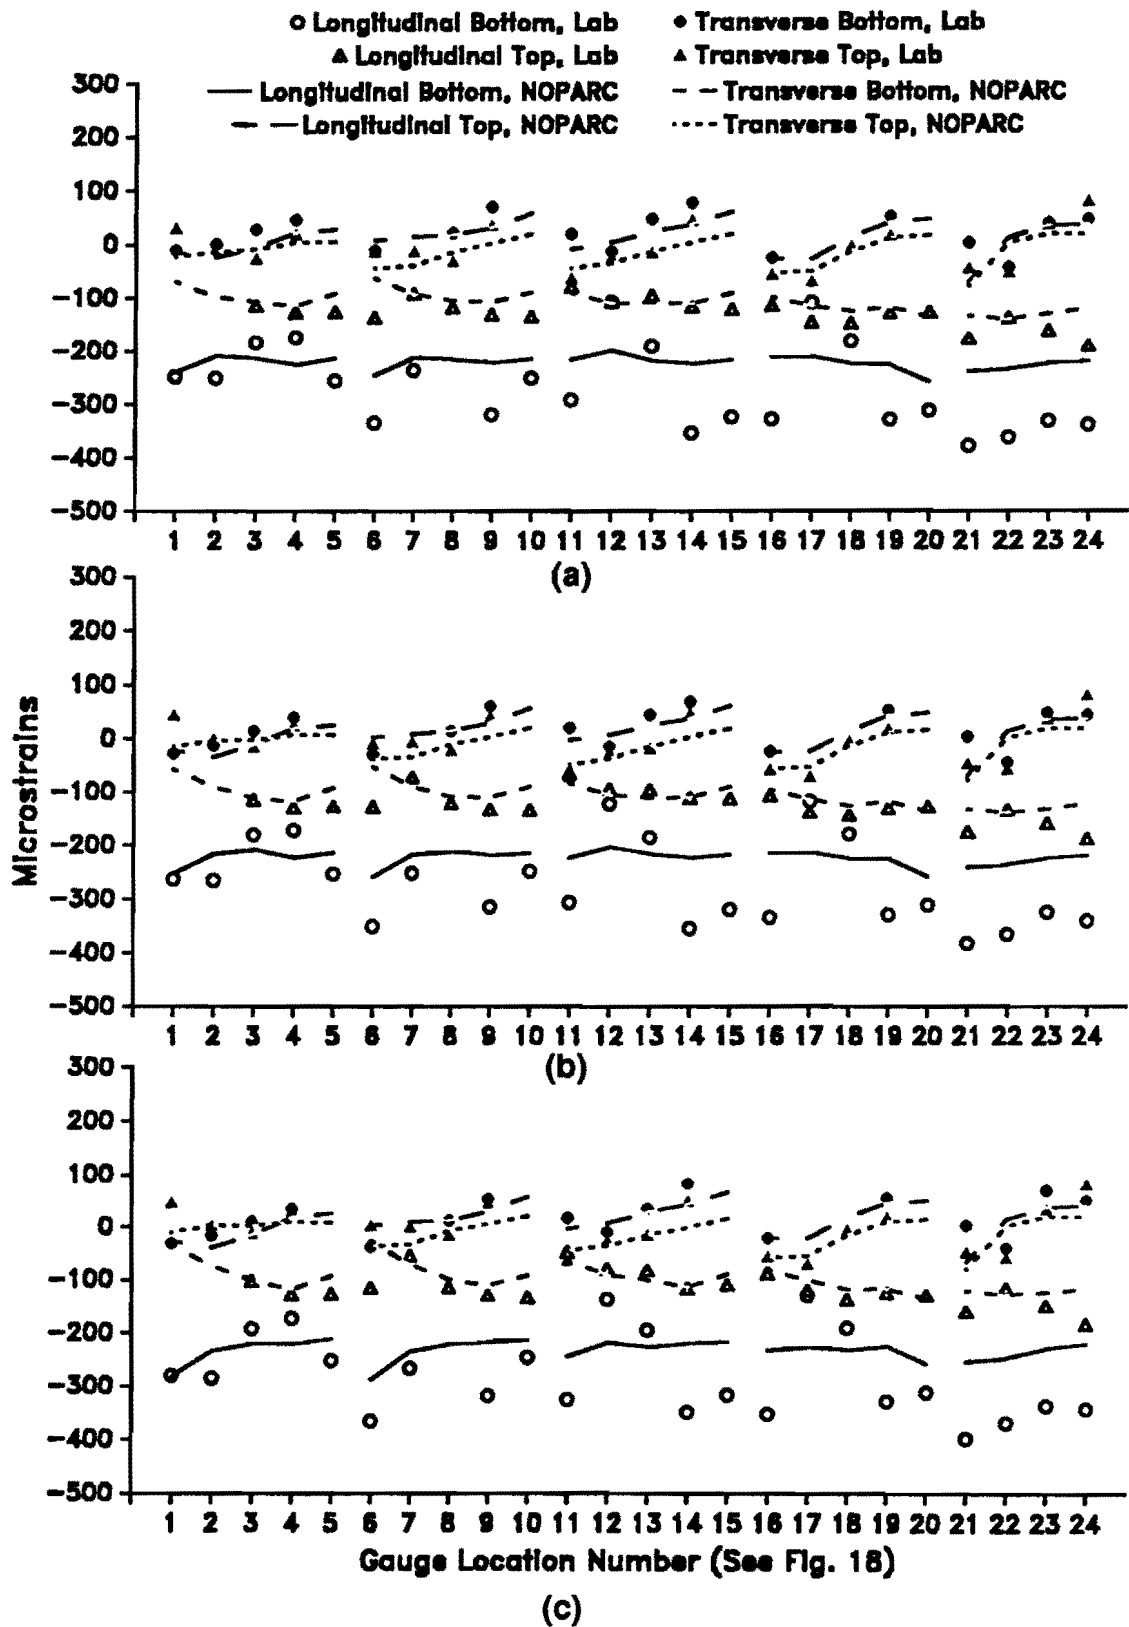 Longitudinal Bottom, Lab
Transverse Bottom, Lab
Longitudinal Top, Lab
Transverse Top, Lab
Longitudinal Bottom, NOPARC
Transverse Bottom, NOPARC
Longitudinal Top, NOPARC
Transverse Top, NOPARC
300
200
100
0
-100
-200
-300
-400
-500
1 2 3 4 5 6 7 8 9 10 11 12 13 14 15 16 17 18 19 20 21 22 23 24
(a)
Microstrains
300
200
100
0
-100
-200
-300
-400
-500
1 2 3 4 5 6 7 8 9 10 11 12 13 14 15 16 17 18 19 20 21 22 23 24
(b)
300
200
100
0
-100
-200
-300
-400
-500
1 2 3 4 5 6 7 8 9 10 11 12 13 14 15 16 17 18 19 20 21 22 23 24
Gauge Location Number (See Fig. 18)
(c)